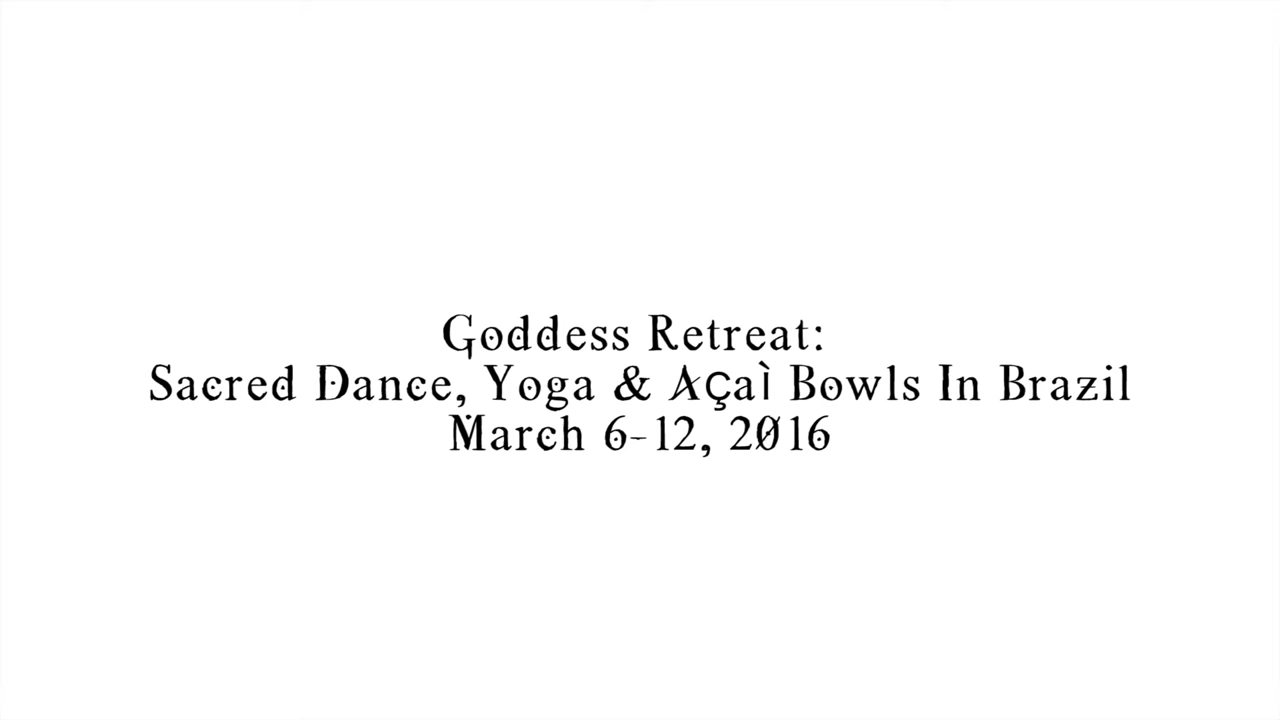 Goddess Retreat:
Sacred Dance, Yoga & Açaì Bowls In Brazil
March 6-12, 2016